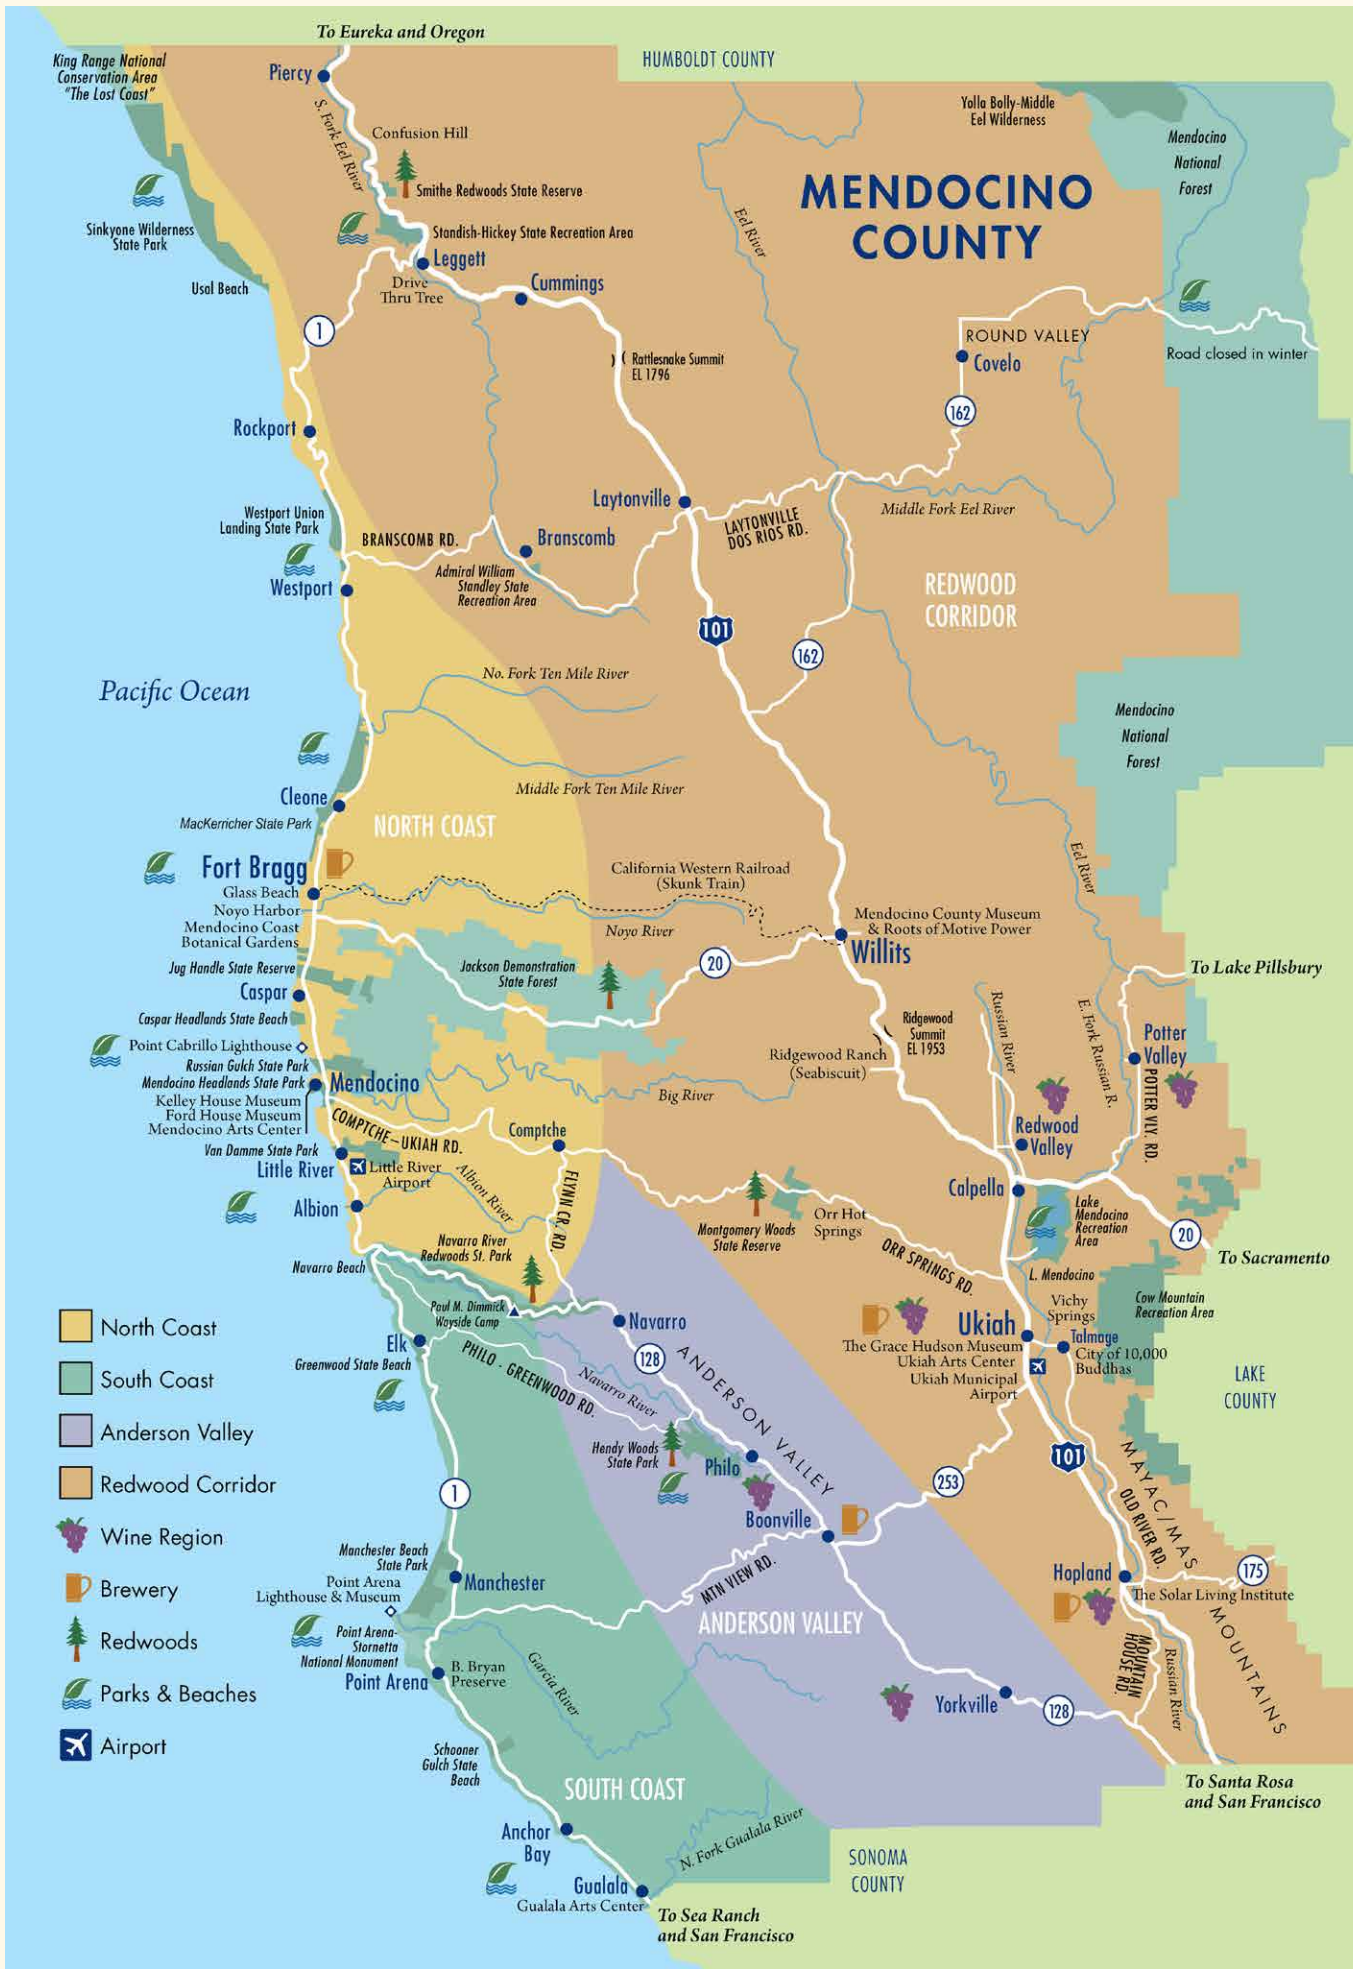 To Eureka and Oregon
HUMBOLDT COUNTY
King Range National
Conservation Area
"The Lost Coast"
Piercy
S. Fork Eel River
Confusion Hill
Smithe Redwoods State Reserve
Yolla Bolly-Middle
Eel Wilderness
Mendocino
National
Forest
MENDOCINO
COUNTY
Sinkyone Wilderness
State Park
Standish-Hickey State Recreation Area
Leggett
Eel River
Usal Beach
Drive
Thru Tree
Cummings
1
ROUND VALLEY
Covelo
Road closed in winter
Rattlesnake Summit
EL 1796
162
Rockport
Laytonville
LAYTONVILLE
DOS RIOS RD.
Middle Fork Eel River
Westport Union
Landing State Park
BRANSCOMB RD.
Branscomb
Admiral William
Standley State
Recreation Area
Westport
REDWOOD
CORRIDOR
101
162
No. Fork Ten Mile River
Pacific Ocean
Mendocino
National
Forest
Middle Fork Ten Mile River
Cleone
MacKerricher State Park
NORTH COAST
Fort Bragg
Glass Beach
Noyo Harbor
Mendocino Coast
Botanical Gardens
California Western Railroad
(Skunk Train)
Eel River
Noyo River
Mendocino County Museum
& Roots of Motive Power
Willits
20
Jug Handle State Reserve
Jackson Demonstration
State Forest
To Lake Pillsbury
Caspar
Caspar Headlands State Beach
Russian River
E. Fork Russian R.
Ridgewood
Summit
EL 1953
Potter
Valley
Point Cabrillo Lighthouse
Ridgewood Ranch
(Seabiscuit)
Russian Gulch State Park
Mendocino Headlands State Park
Mendocino
Kelley House Museum
Ford House Museum
Mendocino Arts Center
Big River
POTTER VLY. RD.
COMPTCHE-UKIAH RD.
Comptche
Redwood
Valley
Van Damme State Park
Little River
Little River
Airport
Albion River
FLYNN CR. RD.
Calpella
Albion
Montgomery Woods
State Reserve
Orr Hot
Springs
ORR SPRINGS RD.
Lake
Mendocino
Recreation
Area
20
Navarro River
Redwoods St. Park
To Sacramento
Navarro Beach
L. Mendocino
Paul M. Dimmick
Wayside Camp
Navarro
Vichy
Springs
Cow Mountain
Recreation Area
North Coast
Elk
Ukiah
Talmage
The Grace Hudson Museum
Ukiah Arts Center
Ukiah Municipal
Airport
City of 10,000
Buddhas
128
ANDERSON VALLEY
Greenwood State Beach
PHILO - GREENWOOD RD.
Navarro River
South Coast
LAKE
COUNTY
Anderson Valley
Hendy Woods
State Park
Philo
101
MAYAC/MAS
MOUNTAINS
OLD RIVER RD.
Redwood Corridor
1
253
Boonville
Wine Region
Manchester Beach
State Park
Manchester
MTN VIEW RD.
Hopland
175
The Solar Living Institute
Brewery
Point Arena
Lighthouse & Museum
ANDERSON VALLEY
Redwoods
Point Arena-
Stornetta
National Monument
MOUNTAIN
HOUSE RD.
Russian River
Point Arena
B. Bryan
Preserve
Garcia River
Parks & Beaches
Yorkville
128
Airport
Schooner
Gulch State
Beach
SOUTH COAST
To Santa Rosa
and San Francisco
Anchor
Bay
N. Fork Gualala River
SONOMA
COUNTY
Gualala
Gualala Arts Center
To Sea Ranch
and San Francisco